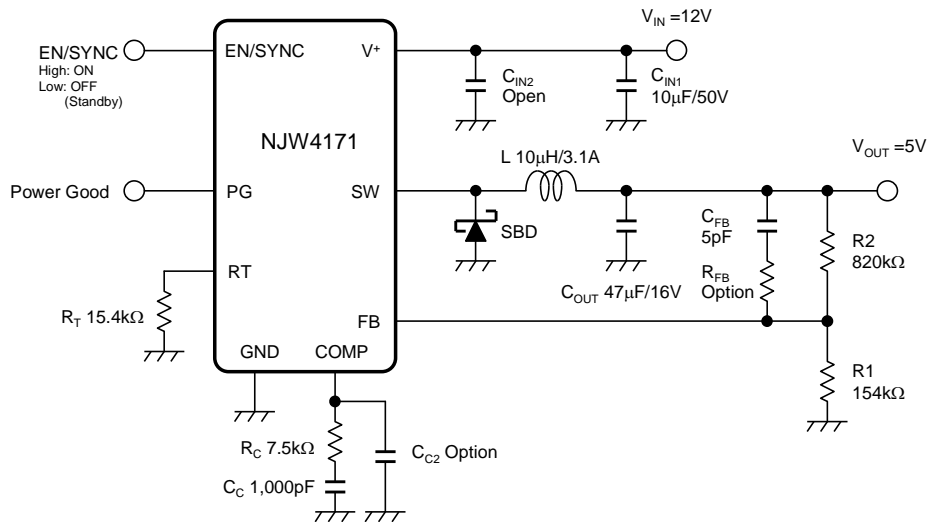 V_IN =12V
EN/SYNC
High: ON
Low: OFF
(Standby)
EN/SYNC
V+
C_IN2
Open
C_IN1
10μF/50V
NJW4171
L 10μH/3.1A
V_OUT =5V
Power Good
PG
SW
SBD
C_FB
5pF
R2
820kΩ
RT
R_FB
Option
C_OUT 47μF/16V
R_T 15.4kΩ
FB
GND
COMP
R1
154kΩ
R_C 7.5kΩ
C_C2 Option
C_C 1,000pF